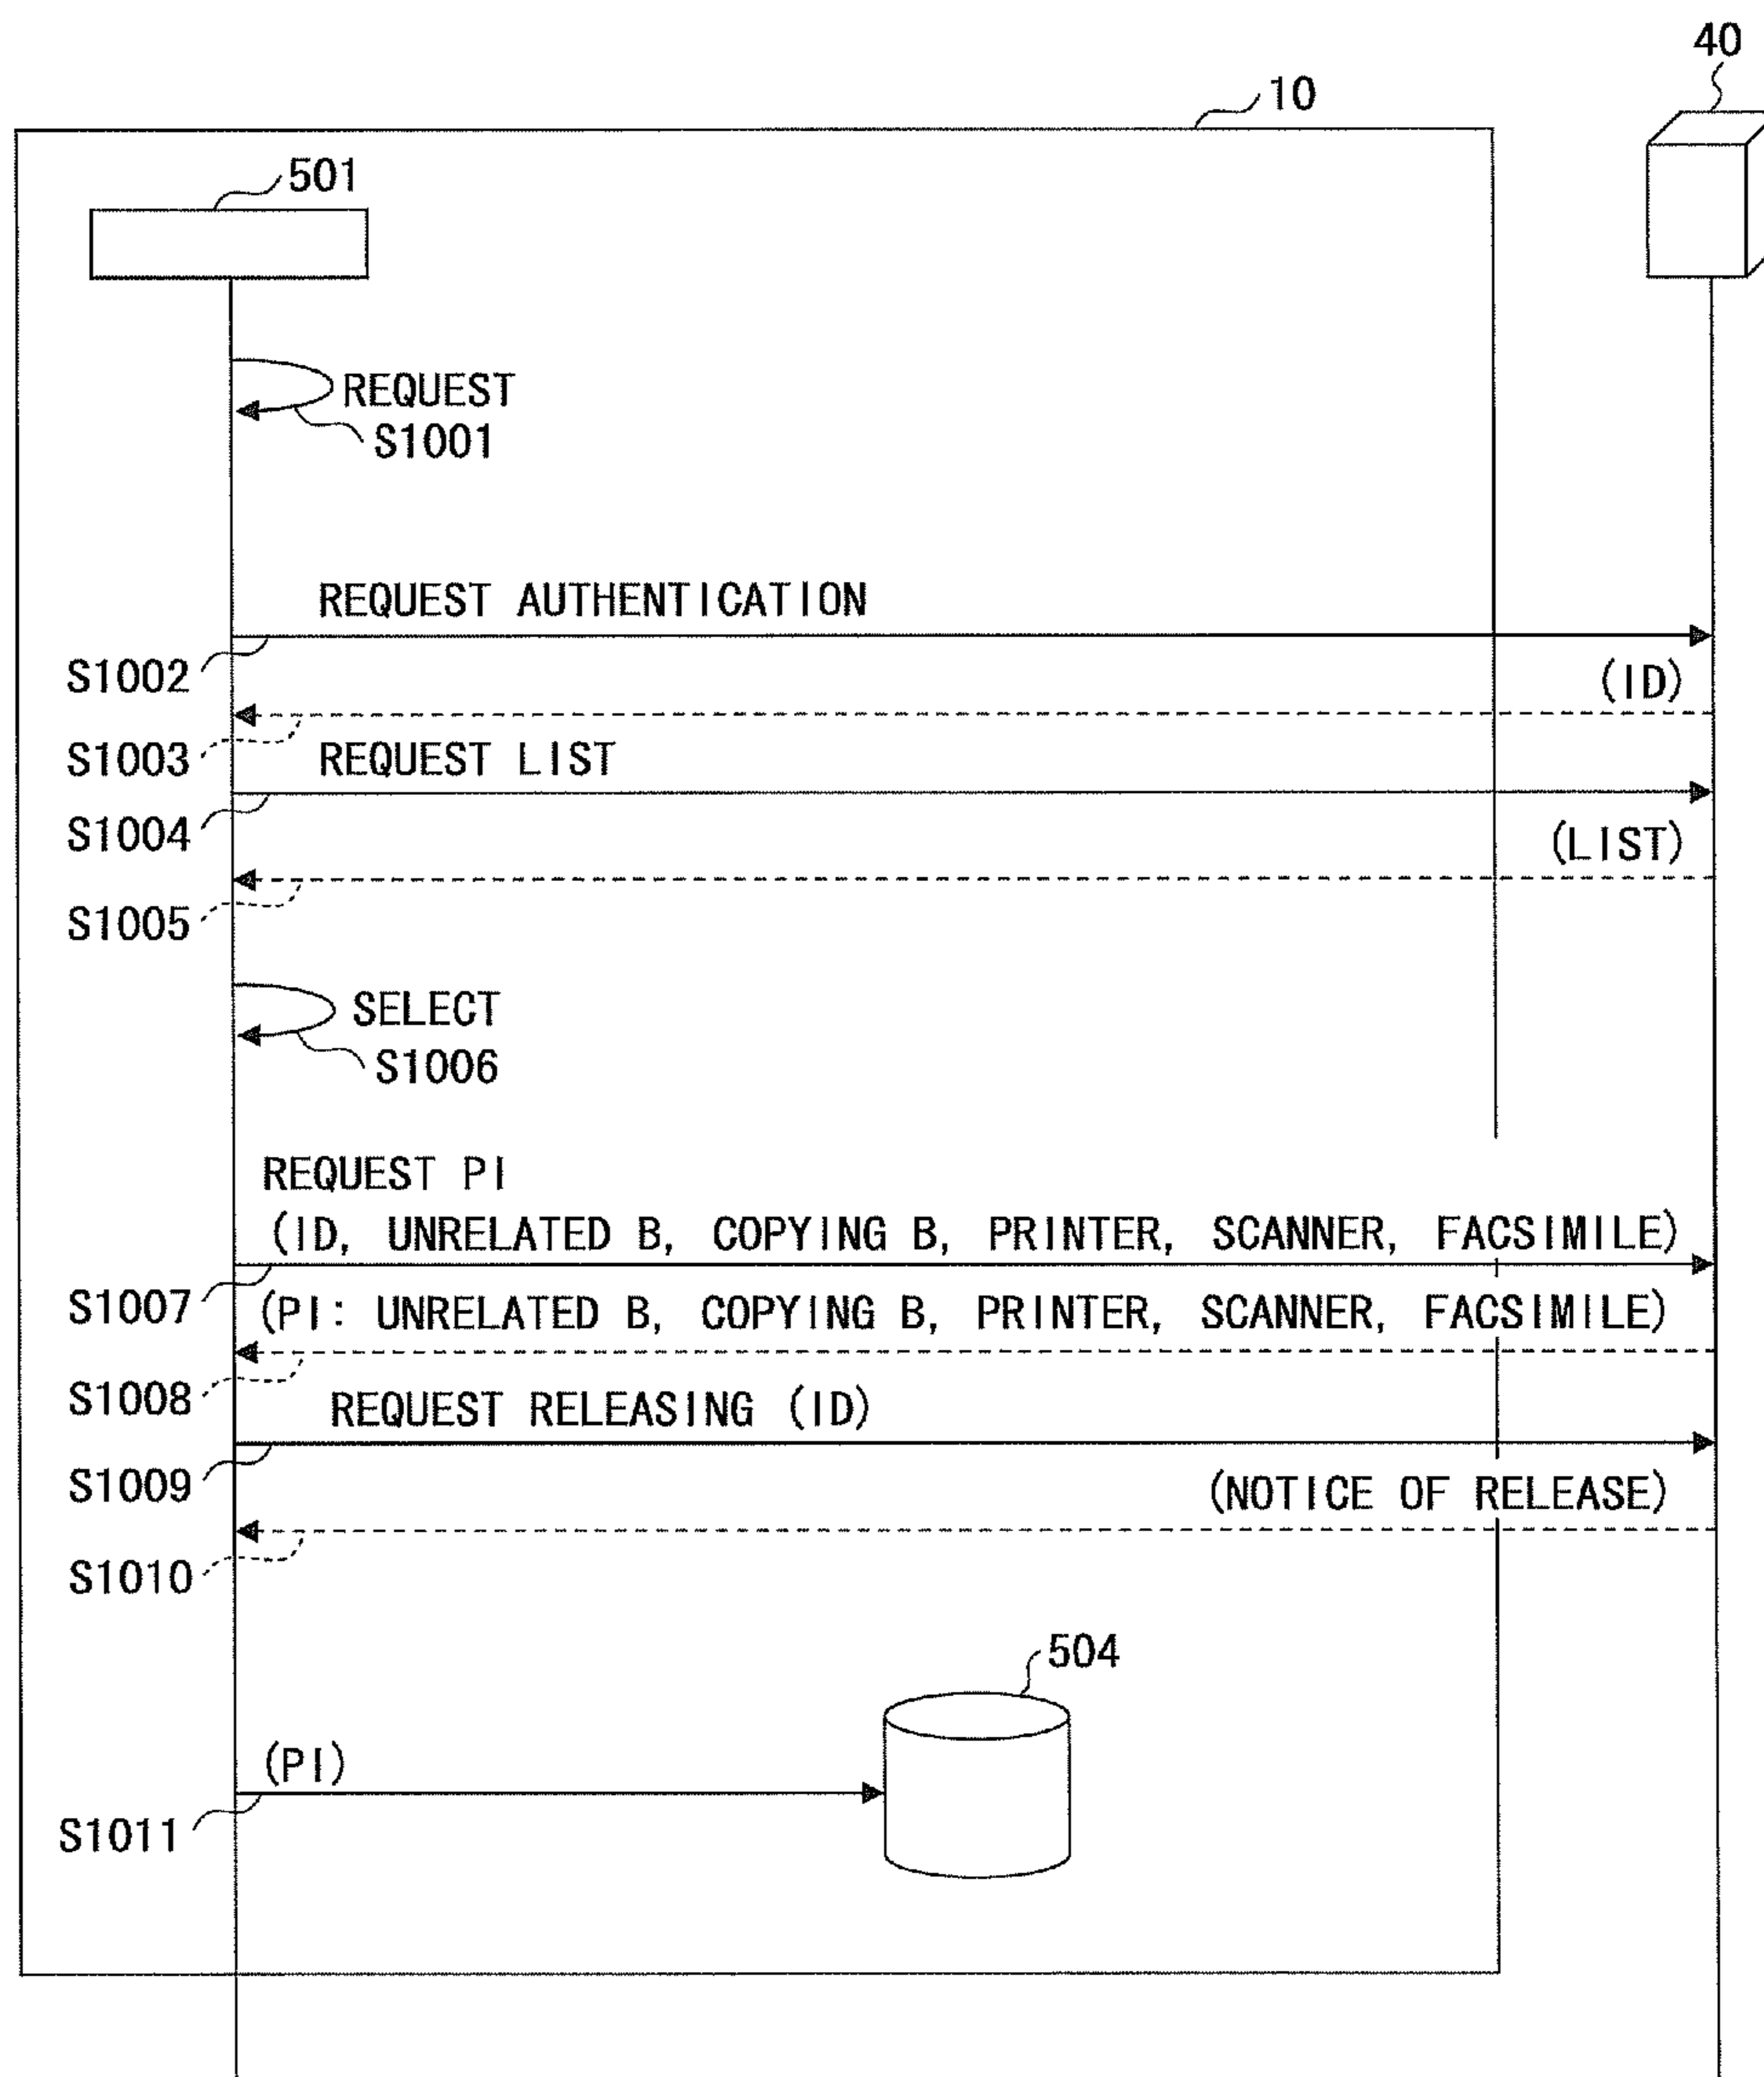 40
10
501
REQUEST
S1001
REQUEST AUTHENTICATION
S1002
(ID)
S1003
REQUEST LIST
S1004
(LIST)
S1005
SELECT
S1006
REQUEST PI
(ID, UNRELATED B, COPYING B, PRINTER, SCANNER, FACSIMILE)
S1007
(PI: UNRELATED B, COPYING B, PRINTER, SCANNER, FACSIMILE)
S1008
REQUEST RELEASING (ID)
S1009
(NOTICE OF RELEASE)
S1010
504
(PI)
S1011